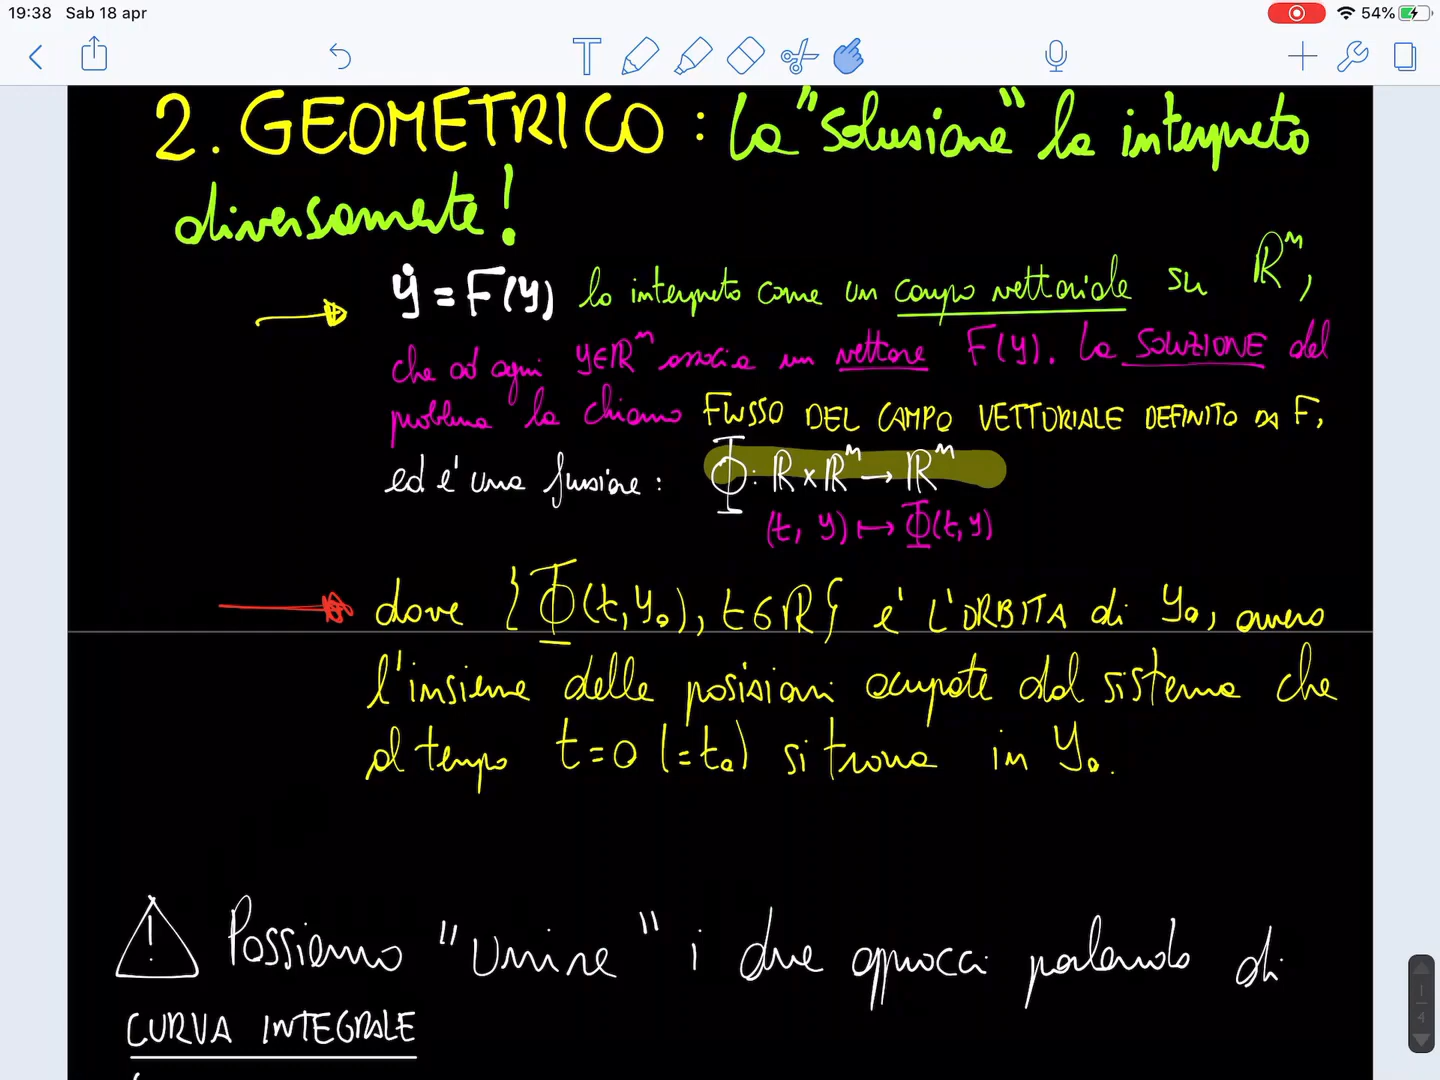 19:38 Sab 18 apr 54%
2. GEOMETRICO : La "soluzione" la interpreto
diversamente!
ẏ = F(y) lo interpreto come un campo vettoriale su ℝⁿ,
che ad ogni y∈ℝⁿ associa un vettore F(y). La SOLUZIONE del
problema la chiamo FLUSSO DEL CAMPO VETTORIALE DEFINITO DA F,
ed è una funzione: Φ: ℝ×ℝⁿ → ℝⁿ
(t, y) ↦ Φ(t,y)
dove {Φ(t,y₀), t∈ℝ} è L'ORBITA di y₀, ovvero
l'insieme delle posizioni occupate dal sistema che
al tempo t=0 (=t₀) si trova in y₀.
! Possiamo "unire" i due approcci parlando di
CURVA INTEGRALE
1
4